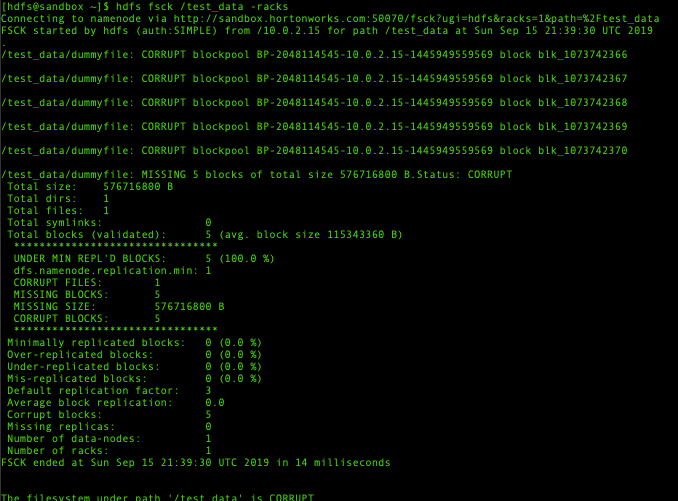 [hdfs@sandbox ~]$ hdfs fsck /test_data -racks
Connecting to namenode via http://sandbox.hortonworks.com:50070/fsck?ugi=hdfs&racks=1&path=%2Ftest_data
FSCK started by hdfs (auth:SIMPLE) from /10.0.2.15 for path /test_data at Sun Sep 15 21:39:30 UTC 2019
.
/test_data/dummyfile: CORRUPT blockpool BP-2048114545-10.0.2.15-1445949559569 block blk_1073742366
/test_data/dummyfile: CORRUPT blockpool BP-2048114545-10.0.2.15-1445949559569 block blk_1073742367
/test_data/dummyfile: CORRUPT blockpool BP-2048114545-10.0.2.15-1445949559569 block blk_1073742368
/test_data/dummyfile: CORRUPT blockpool BP-2048114545-10.0.2.15-1445949559569 block blk_1073742369
/test_data/dummyfile: CORRUPT blockpool BP-2048114545-10.0.2.15-1445949559569 block blk_1073742370
/test_data/dummyfile: MISSING 5 blocks of total size 576716800 B.Status: CORRUPT
Total size: 576716800 B
Total dirs: 1
Total files: 1
Total symlinks: 0
Total blocks (validated): 5 (avg. block size 115343360 B)
********************************
UNDER MIN REPL'D BLOCKS: 5 (100.0 %)
dfs.namenode.replication.min: 1
CORRUPT FILES: 1
MISSING BLOCKS: 5
MISSING SIZE: 576716800 B
CORRUPT BLOCKS: 5
********************************
Minimally replicated blocks: 0 (0.0 %)
Over-replicated blocks: 0 (0.0 %)
Under-replicated blocks: 0 (0.0 %)
Mis-replicated blocks: 0 (0.0 %)
Default replication factor: 3
Average block replication: 0.0
Corrupt blocks: 5
Missing replicas: 0
Number of data-nodes: 1
Number of racks: 1
FSCK ended at Sun Sep 15 21:39:30 UTC 2019 in 14 milliseconds
The filesystem under path '/test_data' is CORRUPT